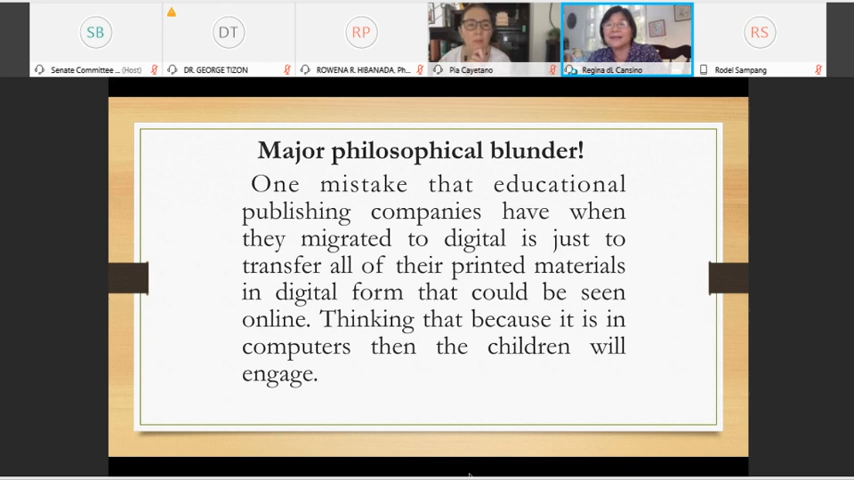 SB
DT
RP
RS
Senate Committee ... (Host)
DR. GEORGE TIZON
ROWENA R. HIBANADA, Ph...
Pia Cayetano
Regina dL Cansino
Rodel Sampang
Major philosophical blunder!
One mistake that educational
publishing companies have when
they migrated to digital is just to
transfer all of their printed materials
in digital form that could be seen
online. Thinking that because it is in
computers then the children will
engage.